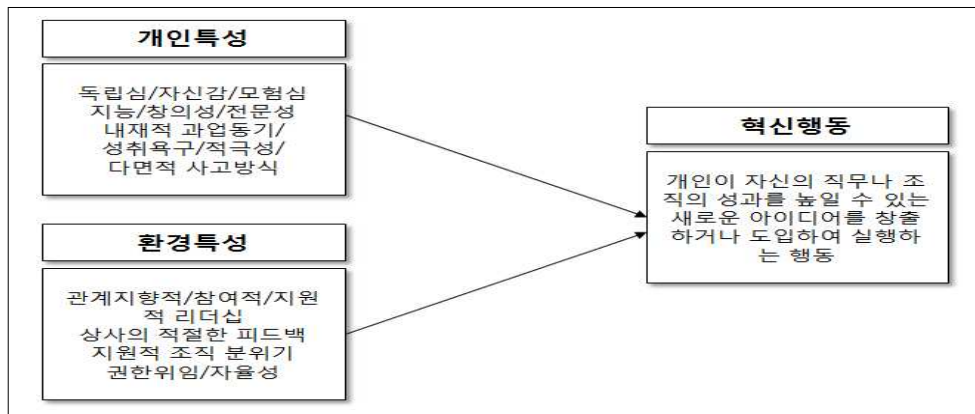 개인특성
독립심/자신감/모험심
지능/창의성/전문성
내재적 과업동기/
성취욕구/적극성/
다면적 사고방식
환경특성
관계지향적/참여적/지원
적 리더십
상사의 적절한 피드백
지원적 조직 분위기
권한위임/자율성
혁신행동
개인이 자신의 직무나 조
직의 성과를 높일 수 있는
새로운 아이디어를 창출
하거나 도입하여 실행하
는 행동